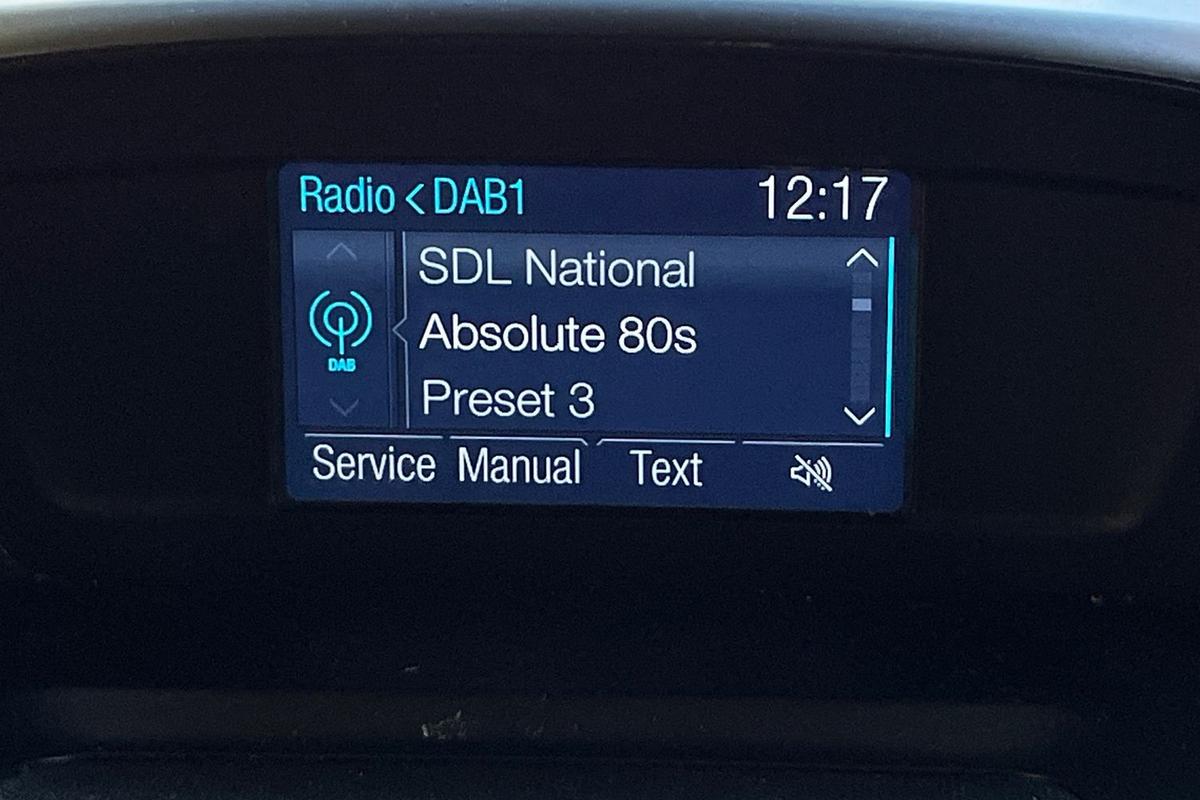 Radio < DAB1 12:17
SDL National
Absolute 80s
DAB
Preset 3
Service Manual Text